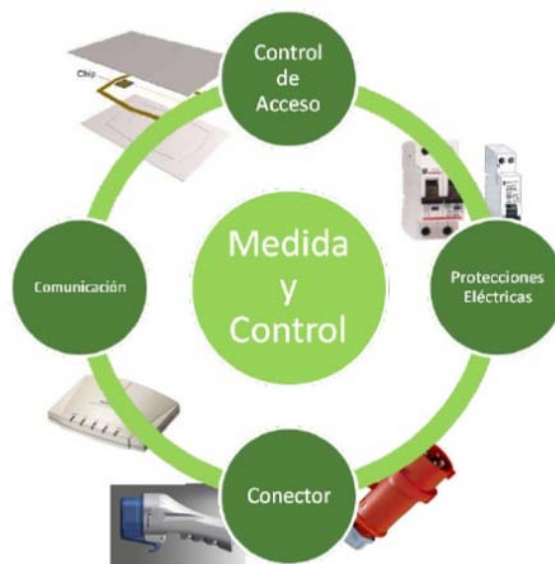 Control
de
Acceso
Chip
Medida
y
Control
Comunicación
Protecciones
Eléctricas
Conector